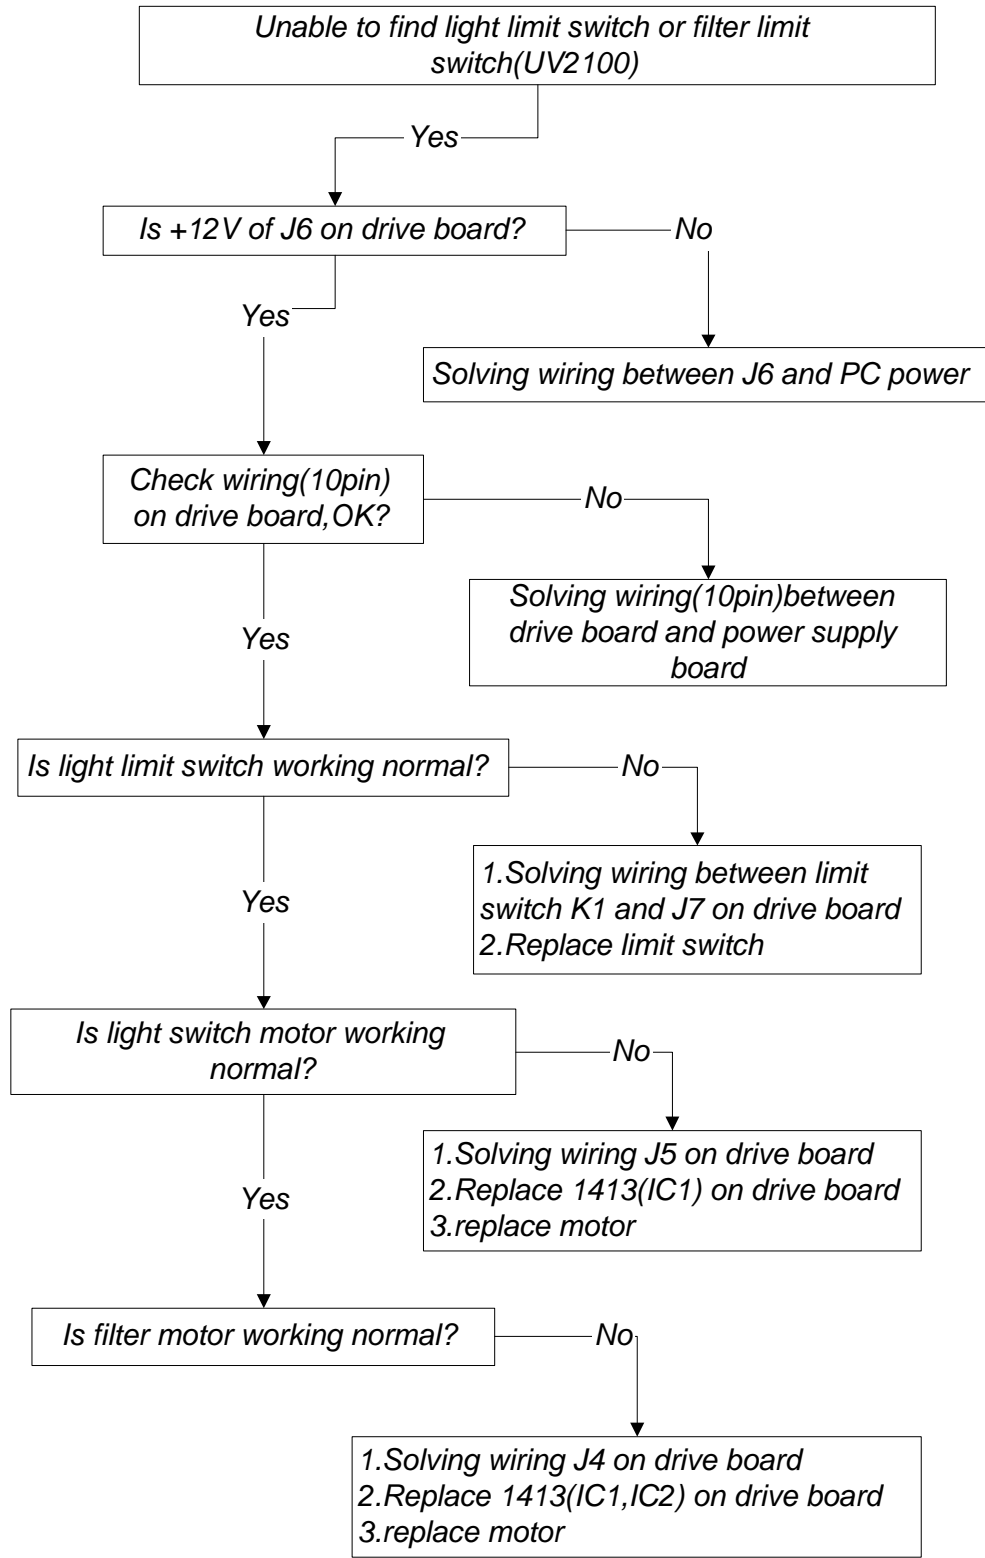 Unable to find light limit switch or filter limit
switch(UV2100)
Yes
Is +12V of J6 on drive board?
No
Yes
Solving wiring between J6 and PC power
Check wiring(10pin)
on drive board,OK?
No
Solving wiring(10pin)between
drive board and power supply
board
Yes
Is light limit switch working normal?
No
1.Solving wiring between limit
switch K1 and J7 on drive board
2.Replace limit switch
Yes
Is light switch motor working
normal?
No
1.Solving wiring J5 on drive board
2.Replace 1413(IC1) on drive board
3.replace motor
Yes
Is filter motor working normal?
No
1.Solving wiring J4 on drive board
2.Replace 1413(IC1,IC2) on drive board
3.replace motor